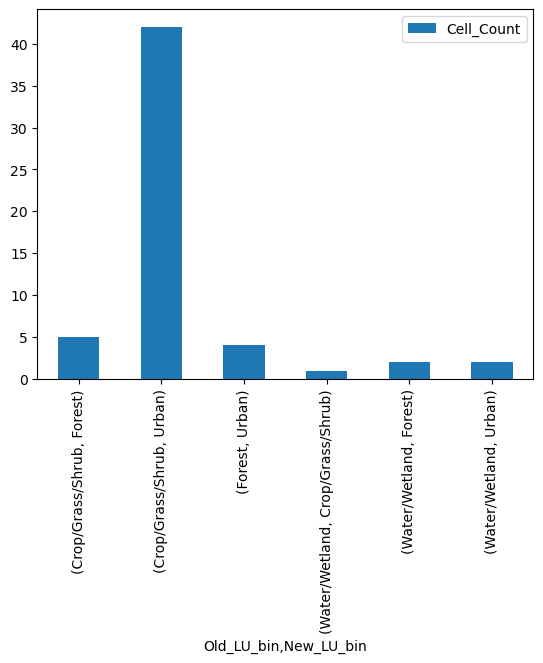 Cell_Count
40
35
30
25
20
15
10
5
0
(Crop/Grass/Shrub, Forest)
(Crop/Grass/Shrub, Urban)
(Forest, Urban)
(Water/Wetland, Crop/Grass/Shrub)
(Water/Wetland, Forest)
(Water/Wetland, Urban)
Old_LU_bin,New_LU_bin